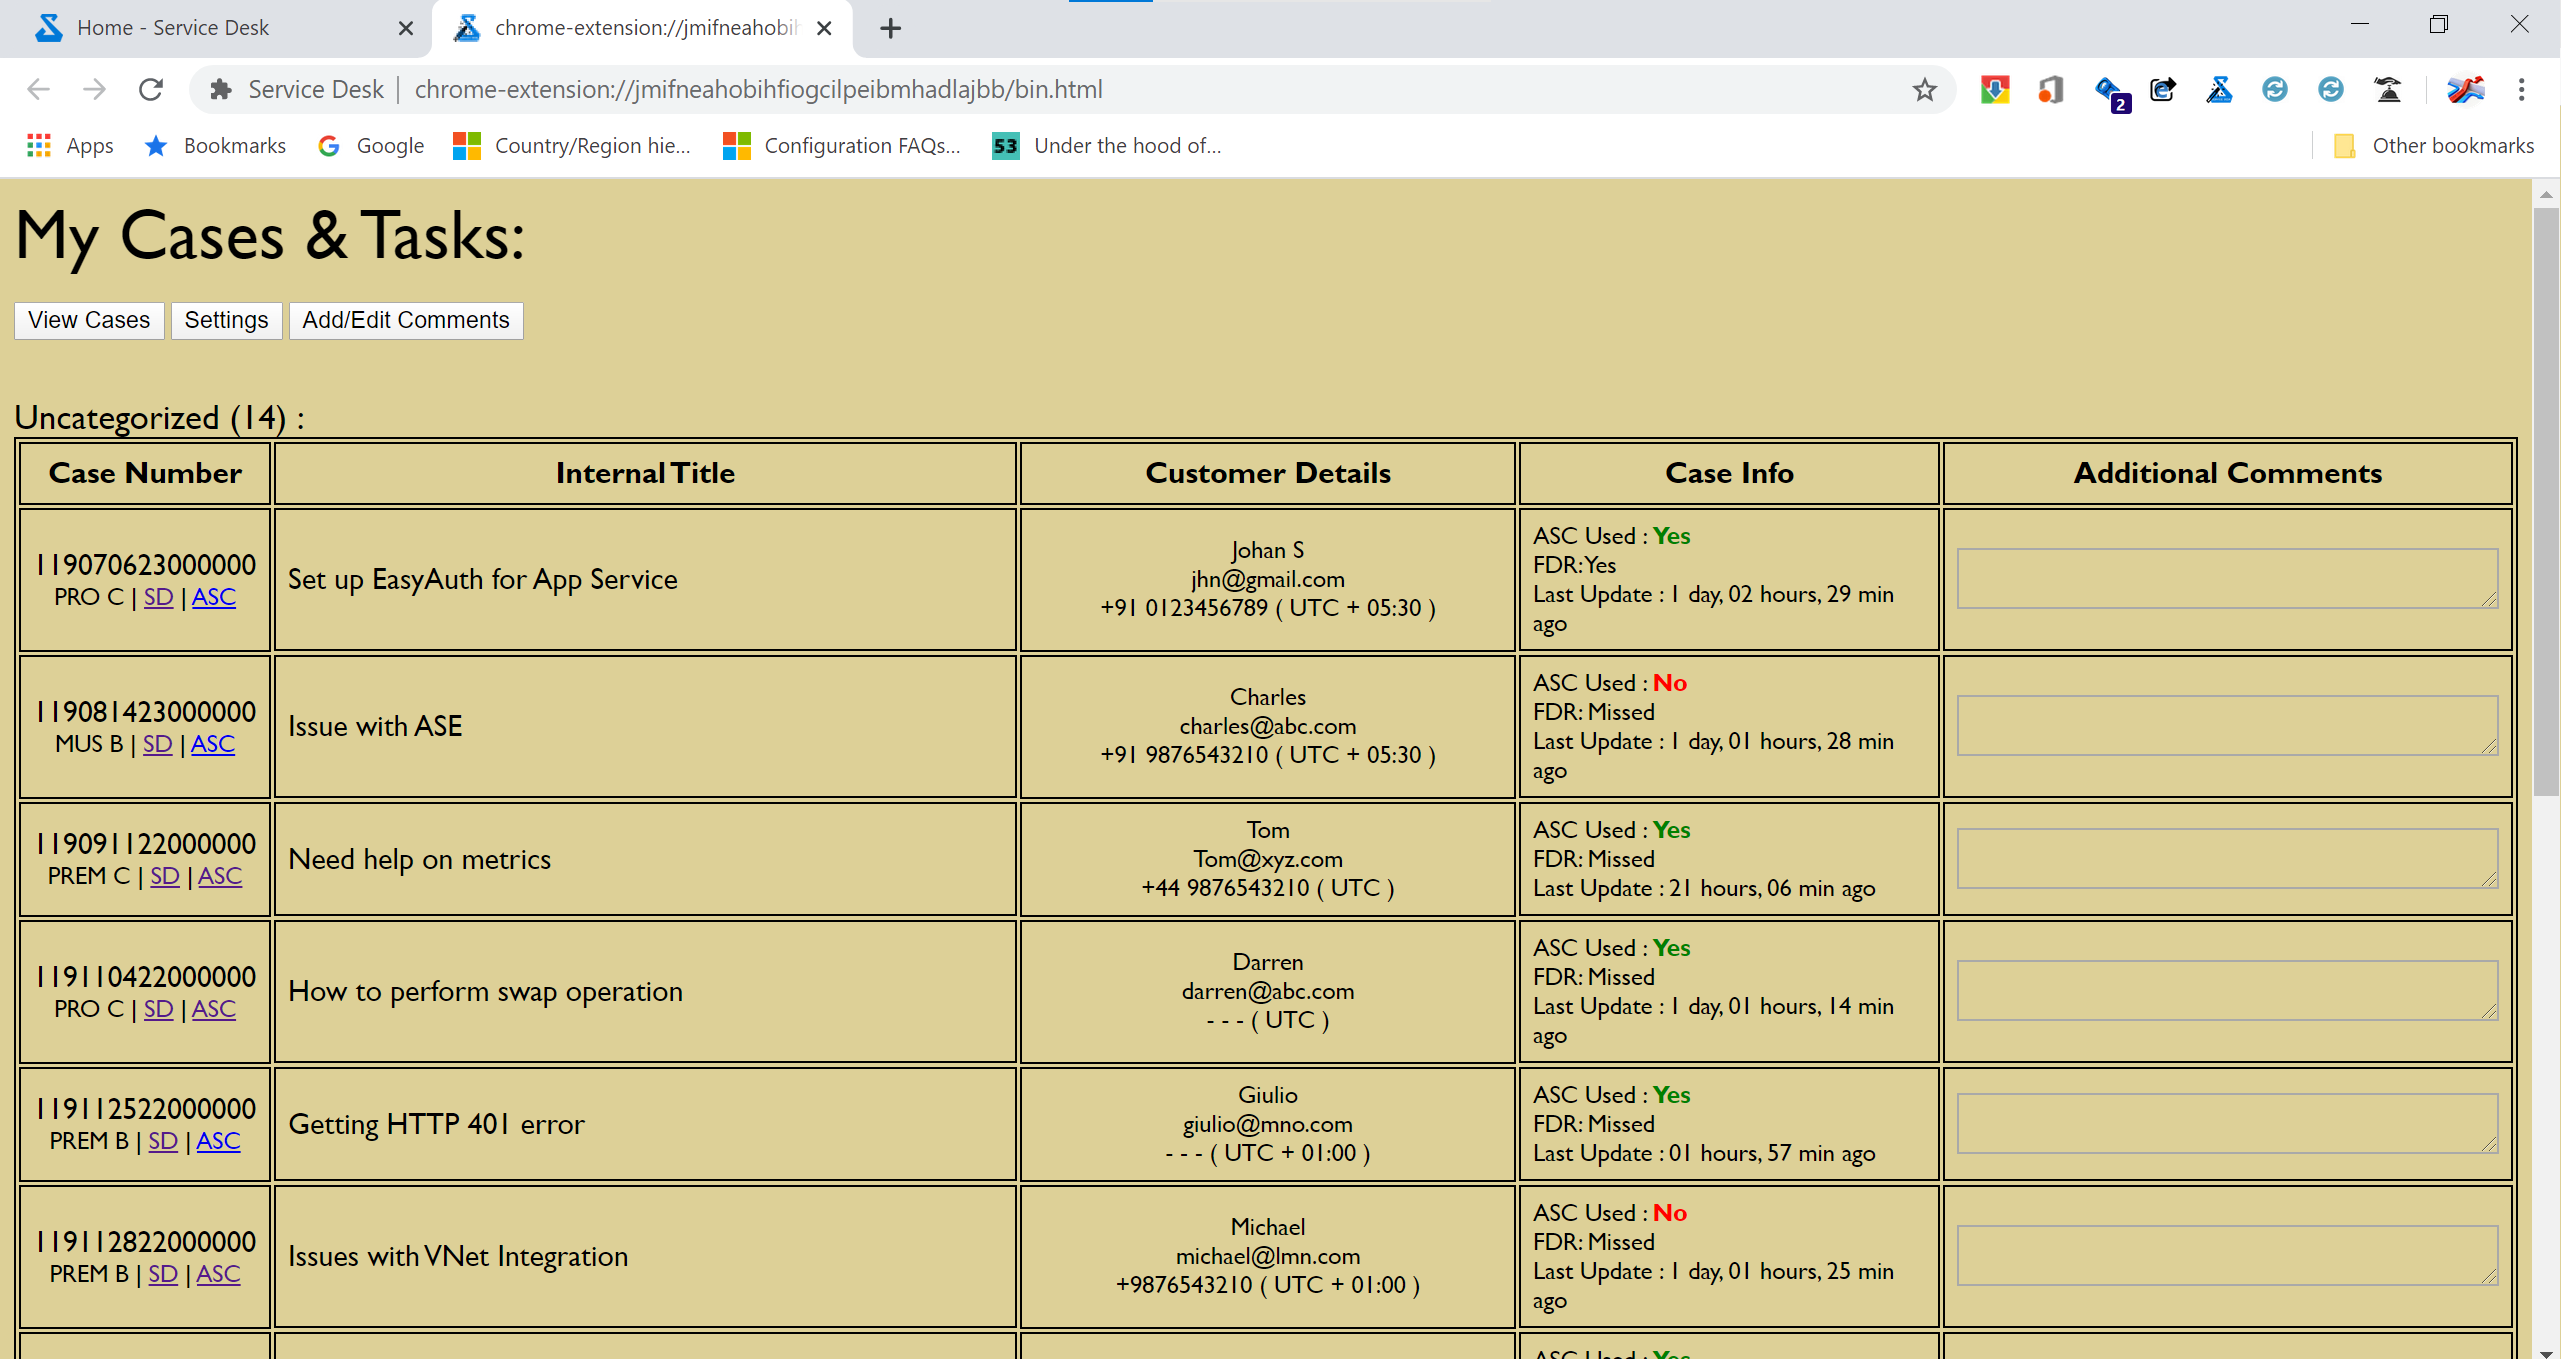 Home - Service Desk
chrome-extension://jmifneahobih
Service Desk | chrome-extension://jmifneahobihfiogcilpeibmhadlajbb/bin.html
2
Apps
Bookmarks
Google
Country/Region hie...
Configuration FAQs...
53
Under the hood of...
Other bookmarks
My Cases & Tasks:
View Cases
Settings
Add/Edit Comments
Uncategorized (14) :
Case Number
Internal Title
Customer Details
Case Info
Additional Comments
119070623000000
PRO C | SD | ASC
Set up EasyAuth for App Service
Johan S
jhn@gmail.com
+91 0123456789 ( UTC + 05:30 )
ASC Used : Yes
FDR: Yes
Last Update : 1 day, 02 hours, 29 min
ago
119081423000000
MUS B | SD | ASC
Issue with ASE
Charles
charles@abc.com
+91 9876543210 ( UTC + 05:30 )
ASC Used : No
FDR: Missed
Last Update : 1 day, 01 hours, 28 min
ago
119091122000000
PREM C | SD | ASC
Need help on metrics
Tom
Tom@xyz.com
+44 9876543210 ( UTC )
ASC Used : Yes
FDR: Missed
Last Update : 21 hours, 06 min ago
119110422000000
PRO C | SD | ASC
How to perform swap operation
Darren
darren@abc.com
- - - ( UTC )
ASC Used : Yes
FDR: Missed
Last Update : 1 day, 01 hours, 14 min
ago
119112522000000
PREM B | SD | ASC
Getting HTTP 401 error
Giulio
giulio@mno.com
- - - ( UTC + 01:00 )
ASC Used : Yes
FDR: Missed
Last Update : 01 hours, 57 min ago
119112822000000
PREM B | SD | ASC
Issues with VNet Integration
Michael
michael@lmn.com
+9876543210 ( UTC + 01:00 )
ASC Used : No
FDR: Missed
Last Update : 1 day, 01 hours, 25 min
ago
ASC Used : Yes